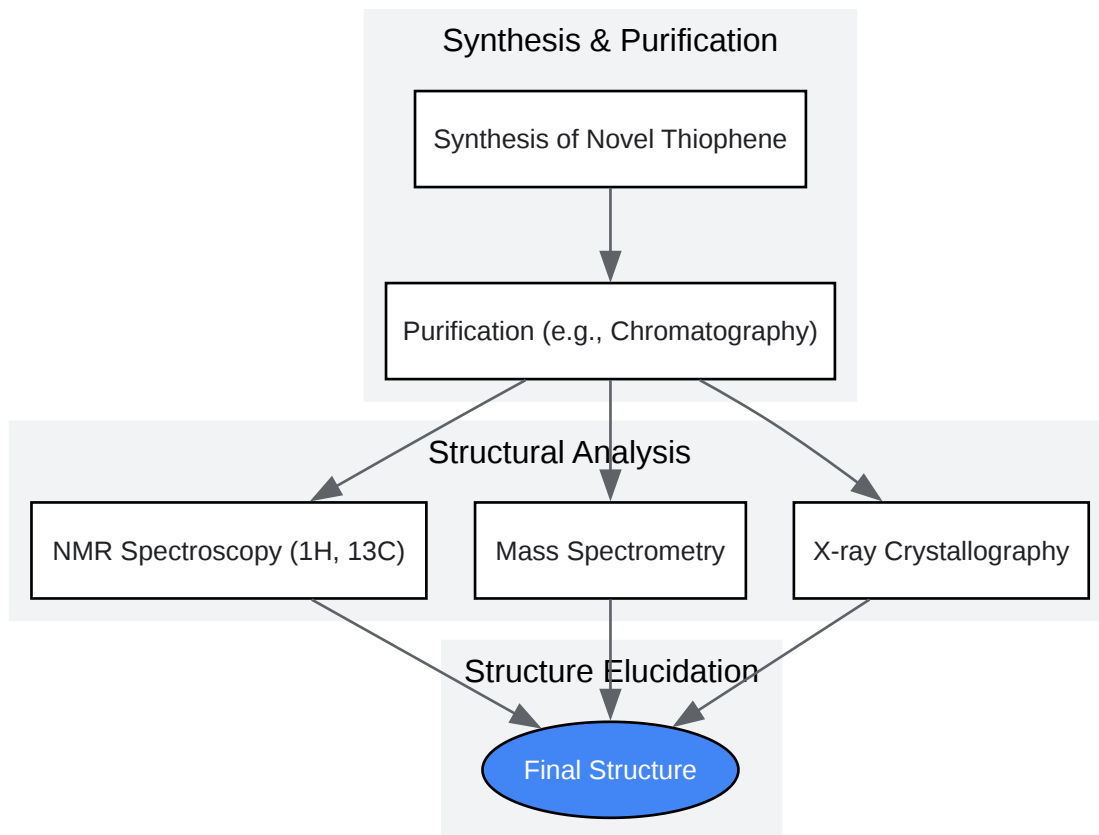 Synthesis & Purification
Synthesis of Novel Thiophene
Purification (e.g., Chromatography)
Structural Analysis
NMR Spectroscopy (1H, 13C)
Mass Spectrometry
X-ray Crystallography
Structure Elucidation
Final Structure